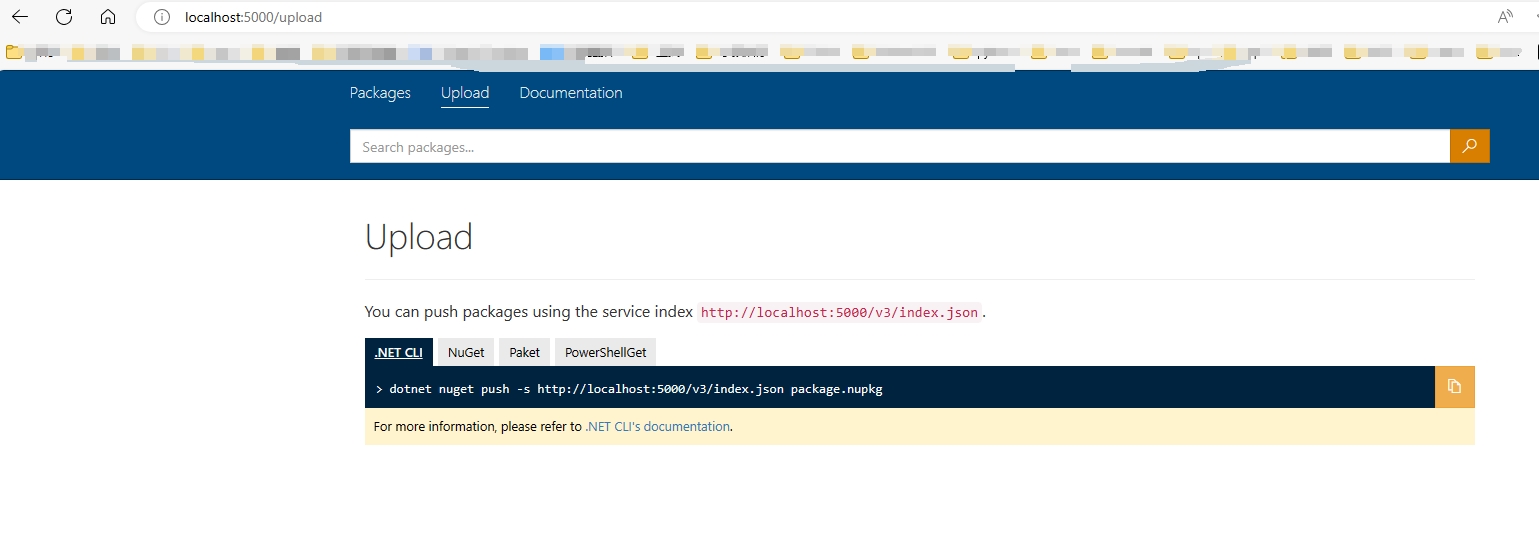 localhost:5000/upload
Packages Upload Documentation
Search packages...
Upload
You can push packages using the service index http://localhost:5000/v3/index.json.
.NET CLI NuGet Paket PowerShellGet
> dotnet nuget push -s http://localhost:5000/v3/index.json package.nupkg
For more information, please refer to .NET CLI's documentation.